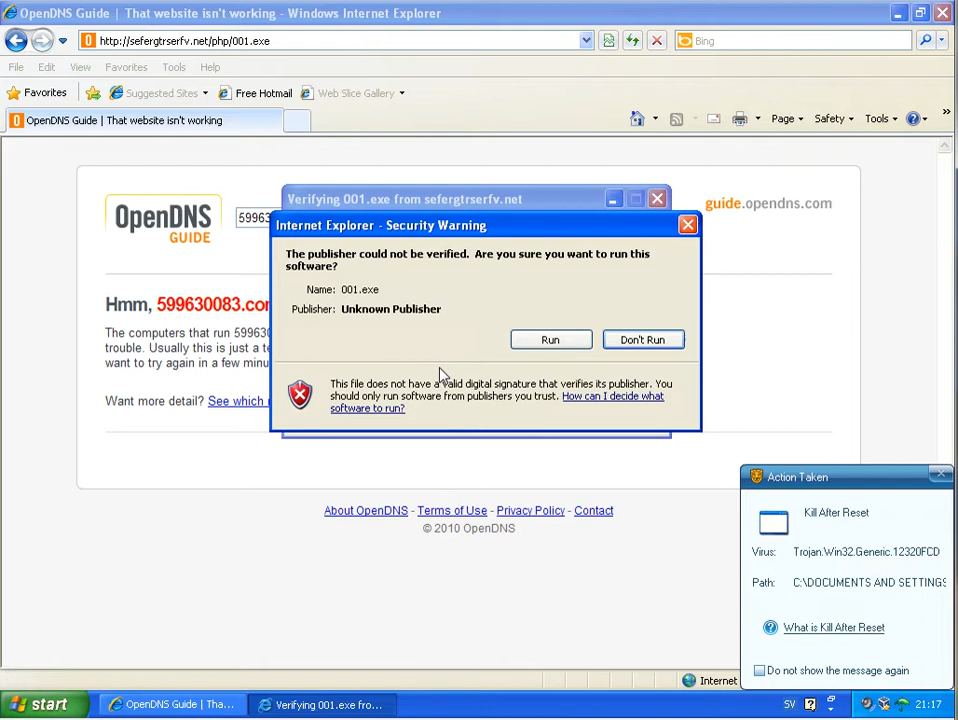 OpenDNS Guide | That website isn't working - Windows Internet Explorer
http://sefergtrserfv.net/php/001.exe
Bing
File Edit View Favorites Tools Help
Favorites Suggested Sites Free Hotmail Web Slice Gallery
OpenDNS Guide | That website isn't working
Page Safety Tools
OpenDNS
GUIDE
59963
guide.opendns.com
Verifying 001.exe from sefergtrserfv.net
Internet Explorer - Security Warning
The publisher could not be verified. Are you sure you want to run this
software?
Name: 001.exe
Publisher: Unknown Publisher
Run Don't Run
This file does not have a valid digital signature that verifies its publisher. You
should only run software from publishers you trust. How can I decide what
software to run?
Hmm, 599630083.co
The computers that run 59963
trouble. Usually this is just a te
want to try again in a few minu
Want more detail? See which
About OpenDNS - Terms of Use - Privacy Policy - Contact
© 2010 OpenDNS
Action Taken
Kill After Reset
Virus: Trojan.Win32.Generic.12320FCD
Path: C:\DOCUMENTS AND SETTINGS
What is Kill After Reset
Do not show the message again
Internet
start
OpenDNS Guide | Tha...
Verifying 001.exe fro...
SV
21:17